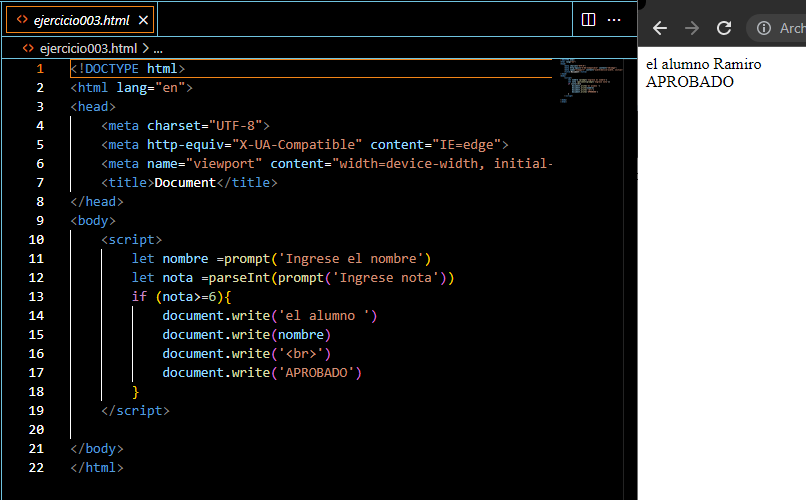 <> ejercicio003.html ×
<> ejercicio003.html > ...
1 <!DOCTYPE html>
2 <html lang="en">
3 <head>
4 <meta charset="UTF-8">
5 <meta http-equiv="X-UA-Compatible" content="IE=edge">
6 <meta name="viewport" content="width=device-width, initial-
7 <title>Document</title>
8 </head>
9 <body>
10 <script>
11 let nombre =prompt('Ingrese el nombre')
12 let nota =parseInt(prompt('Ingrese nota'))
13 if (nota>=6){
14 document.write('el alumno ')
15 document.write(nombre)
16 document.write('<br>')
17 document.write('APROBADO')
18 }
19 </script>
20
21 </body>
22 </html>
Arch
el alumno Ramiro
APROBADO